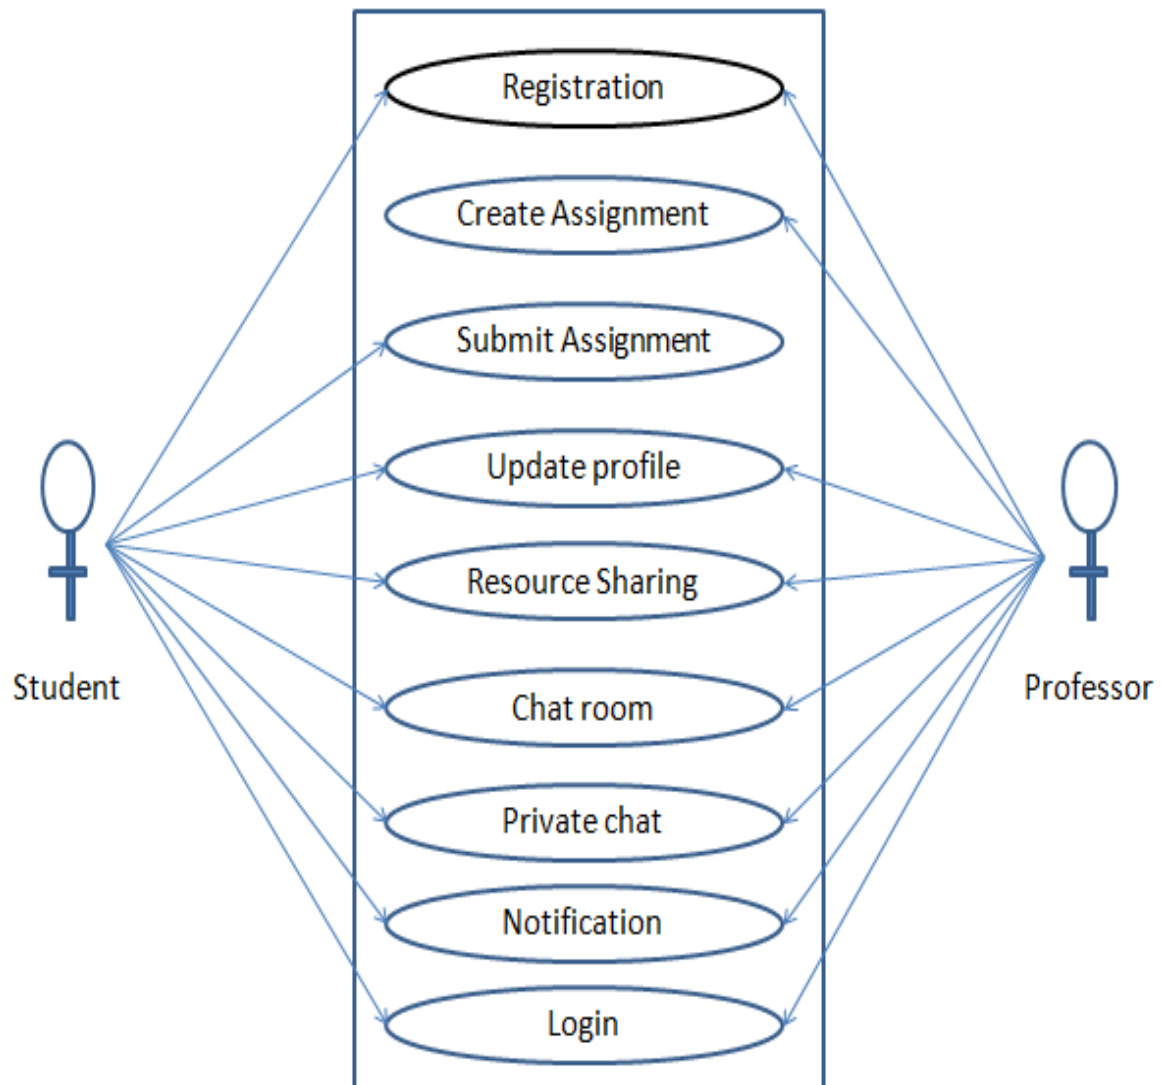 Registration
Create Assignment
Submit Assignment
Update profile
Resource Sharing
Chat room
Private chat
Notification
Login
Student
Professor